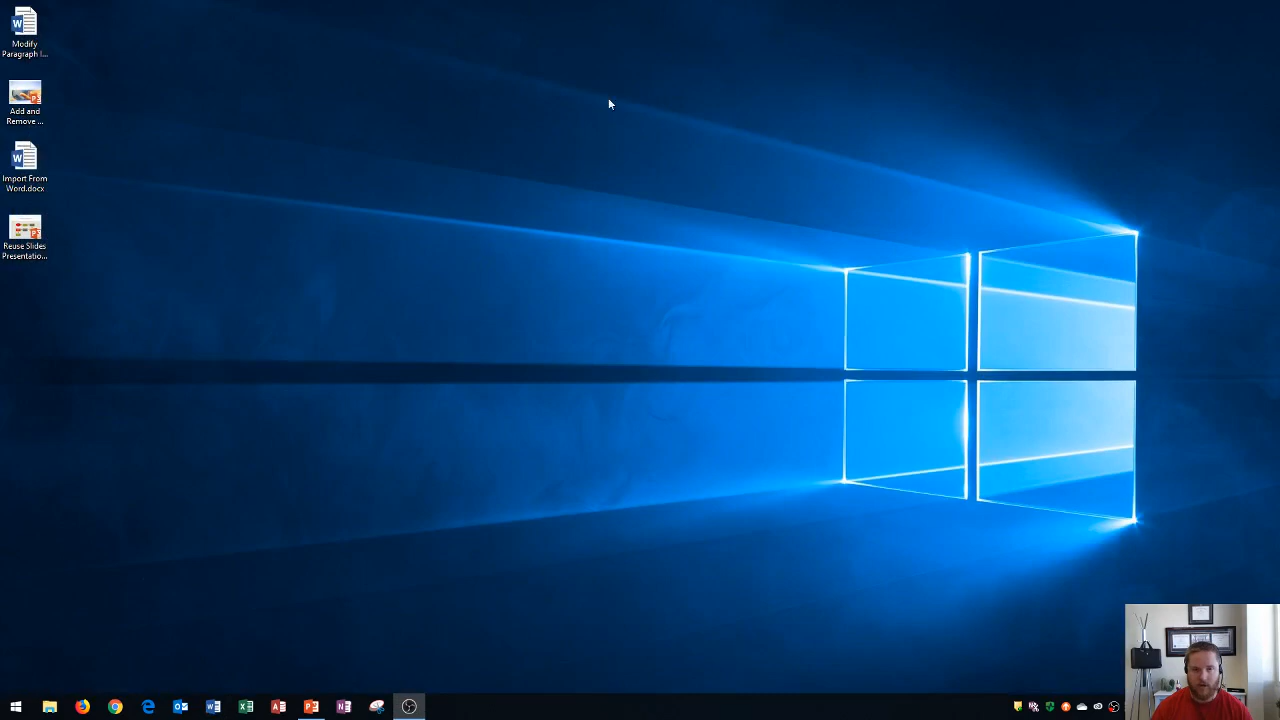 Modify
Paragraph I...
Add and
Remove ...
Import From
Word.docx
Reuse Slides
Presentatio...